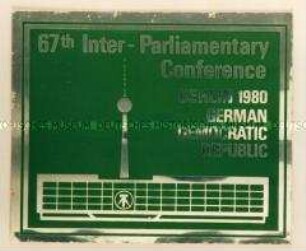 67th Inter-Parliamentary
Conference
BERLIN 1980
GERMAN
DEMOCRATIC
REPUBLIC